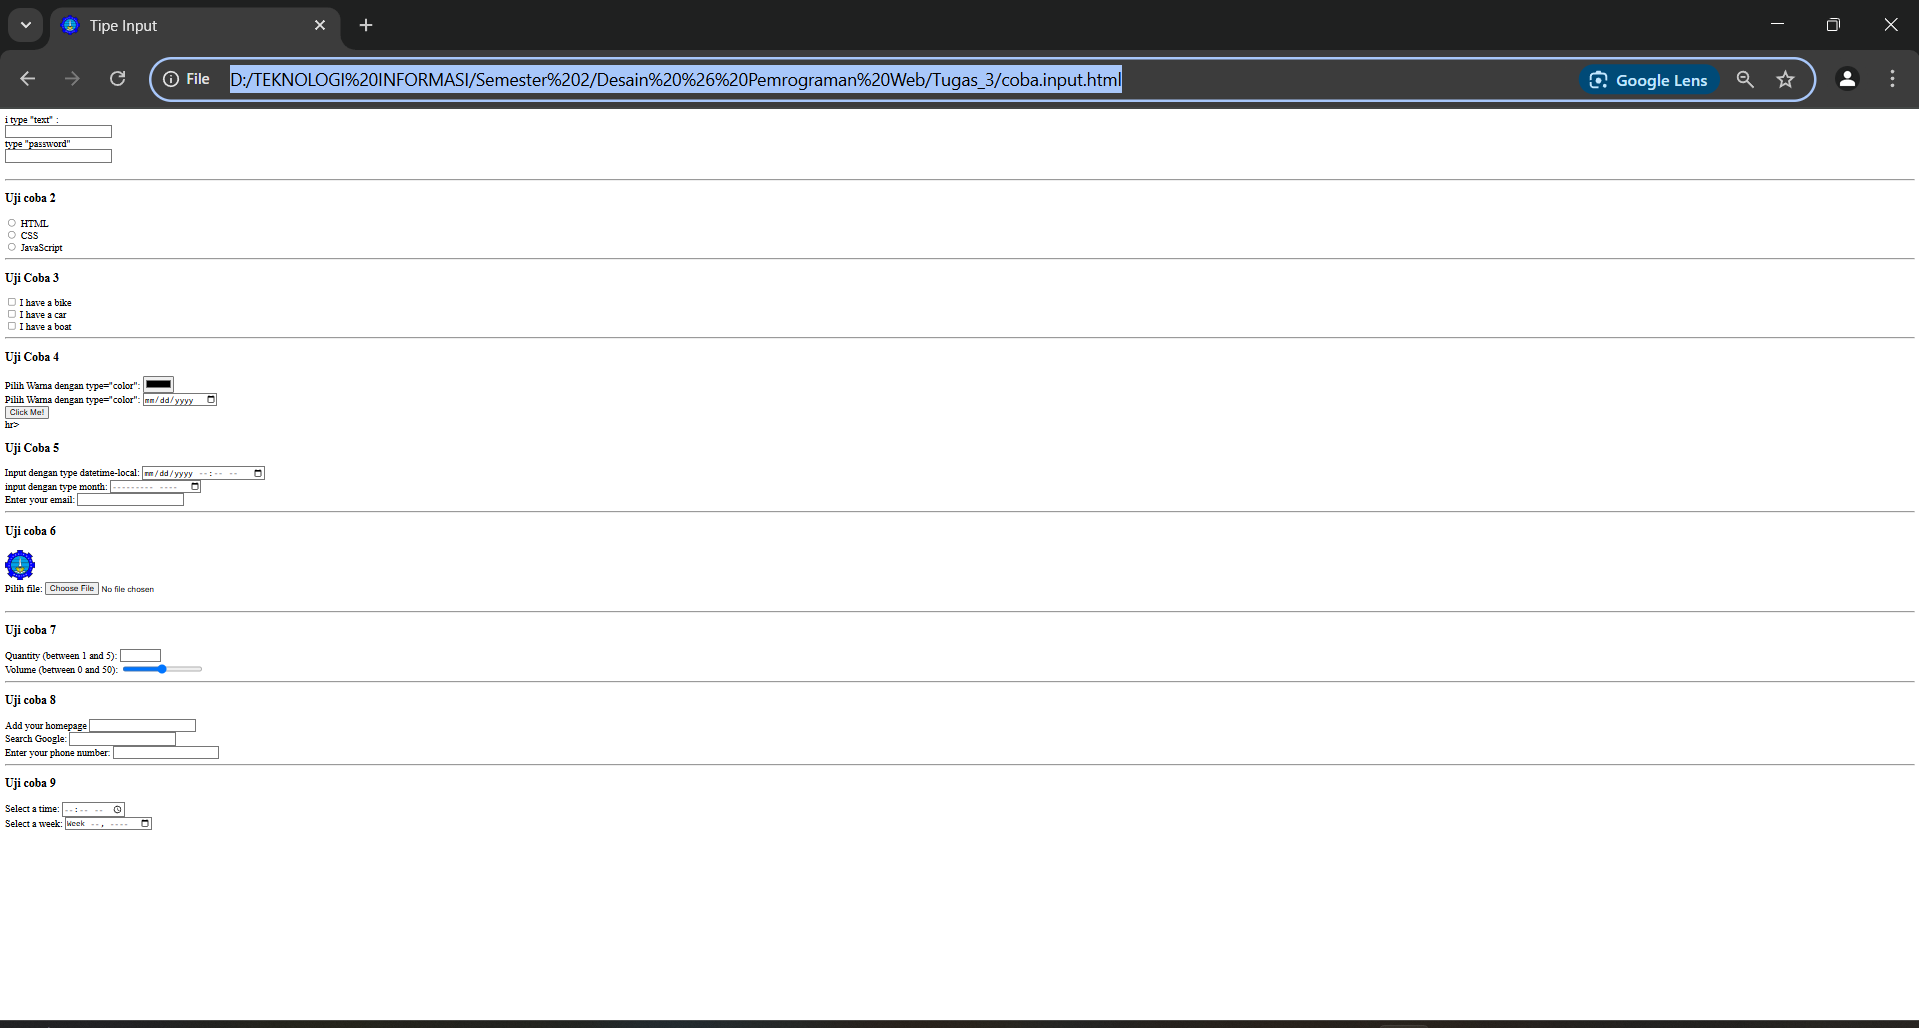 Tipe Input
File D:/TEKNOLOGI%20INFORMASI/Semester%202/Desain%20%26%20Pemrograman%20Web/Tugas_3/coba.input.html Google Lens
i type "text" :
type "password"
Uji coba 2
HTML
CSS
JavaScript
Uji Coba 3
I have a bike
I have a car
I have a boat
Uji Coba 4
Pilih Warna dengan type="color":
Pilih Warna dengan type="color": mm/dd/yyyy
Click Me!
hr>
Uji Coba 5
Input dengan type datetime-local: mm/dd/yyyy --:-- --
input dengan type month: --------- ----
Enter your email:
Uji coba 6
Pilih file: Choose File No file chosen
Uji coba 7
Quantity (between 1 and 5):
Volume (between 0 and 50):
Uji coba 8
Add your homepage
Search Google:
Enter your phone number:
Uji coba 9
Select a time: --:-- --
Select a week: Week --, ----